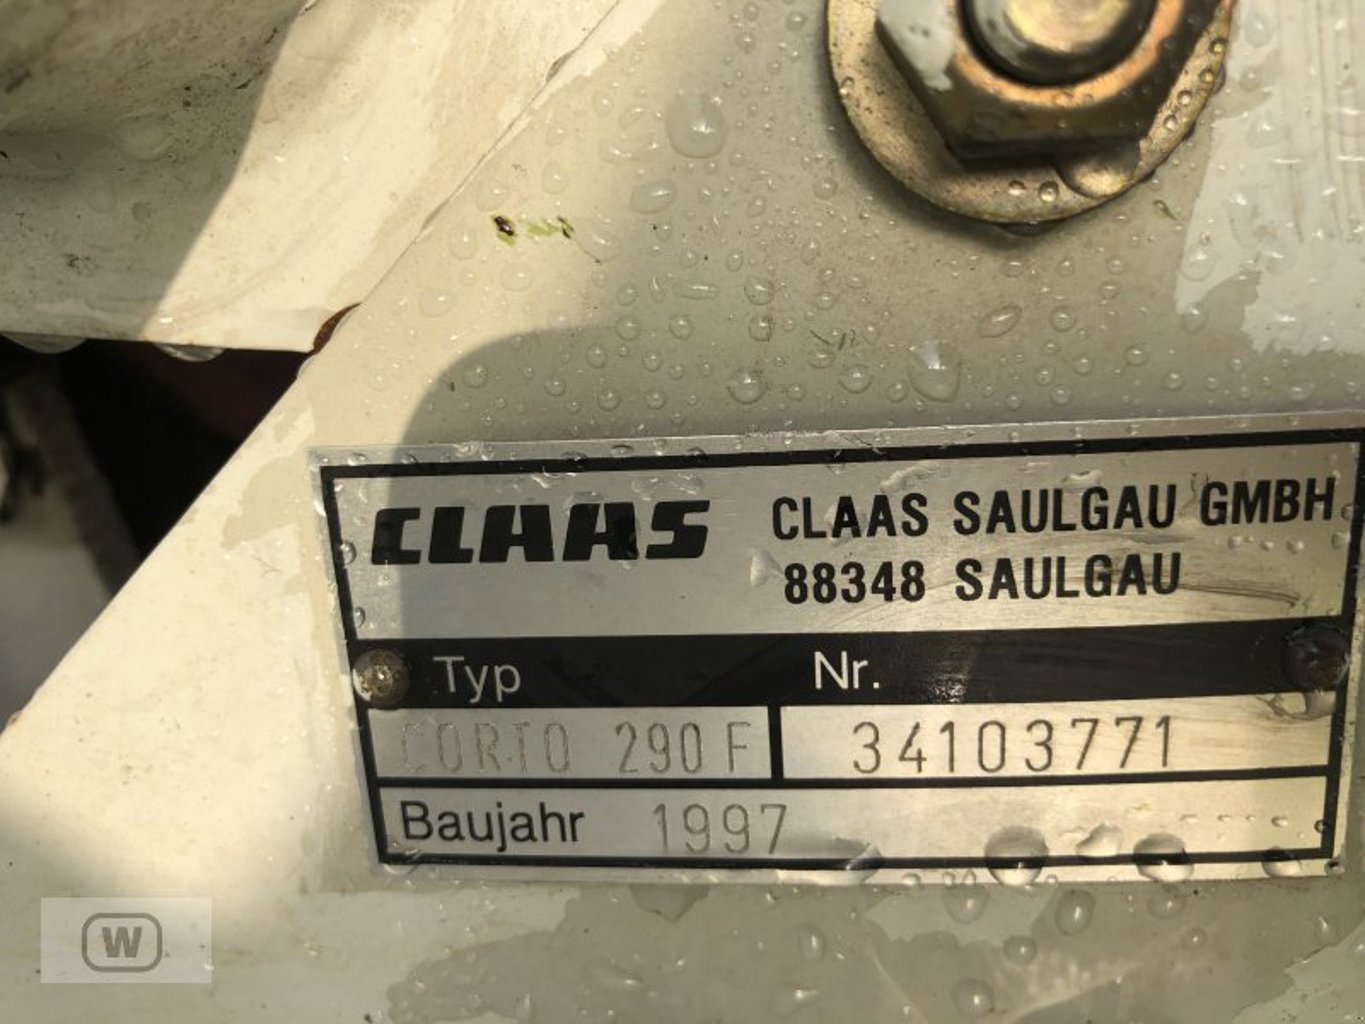 CLAAS
CLAAS SAULGAU GMBH
88348 SAULGAU
Typ
Nr.
CORTO 290 F
34103771
Baujahr 1997
W